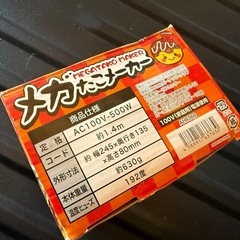 MEGATAKO MAKER
メガたこメーカー
商品仕様
定格 AC100V-500W
コード 約1.4m
外形寸法 約 幅245×奥行き135×高さ80mm
本体重量 約630g
温度ヒューズ 192度
100V(家庭用)電源使用